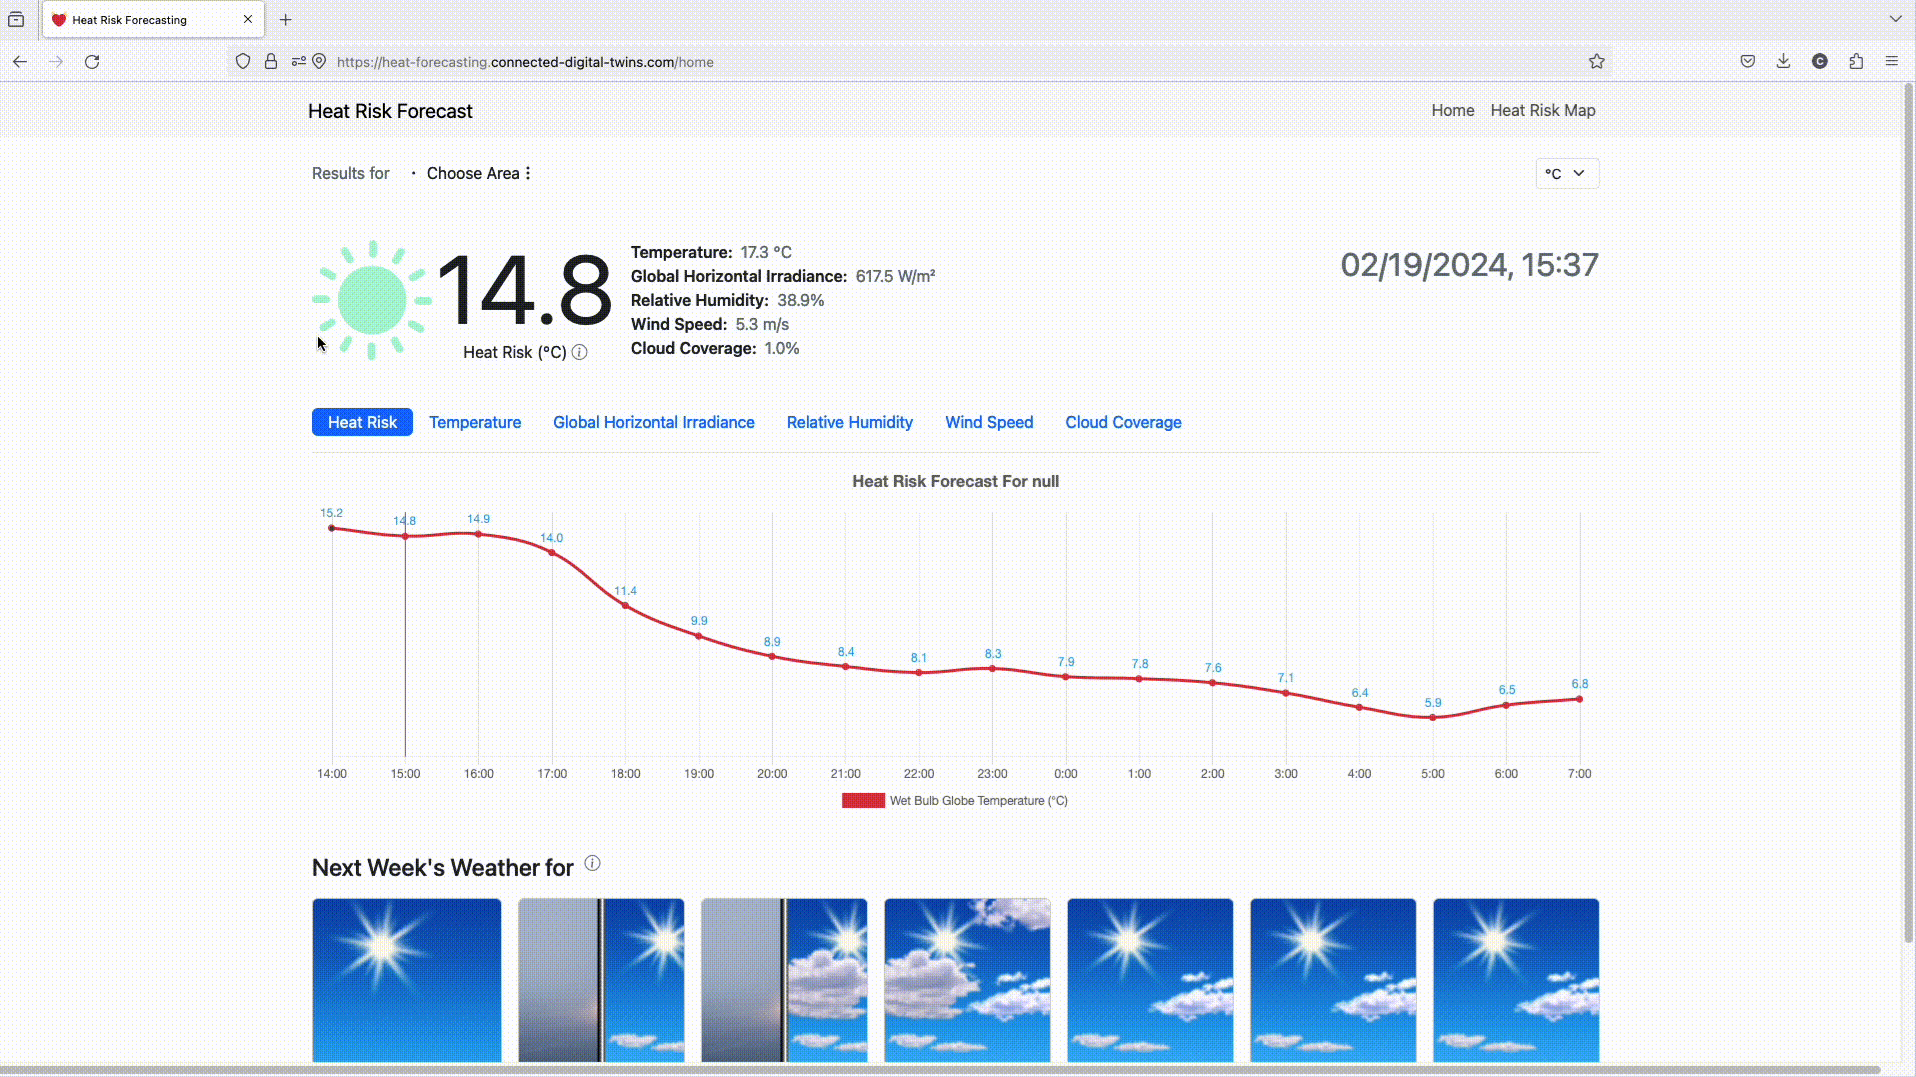 Heat Risk Forecasting
https://heat-forecasting.connected-digital-twins.com/home
C
Heat Risk Forecast
Home Heat Risk Map
Results for • Choose Area
°C
14.8
Heat Risk (°C)
Temperature: 17.3 °C
Global Horizontal Irradiance: 617.5 W/m²
Relative Humidity: 38.9%
Wind Speed: 5.3 m/s
Cloud Coverage: 1.0%
02/19/2024, 15:37
Heat Risk Temperature Global Horizontal Irradiance Relative Humidity Wind Speed Cloud Coverage
Heat Risk Forecast For null
15.2 14.8 14.9 14.0 11.4 9.9 8.9 8.4 8.1 8.3 7.9 7.8 7.6 7.1 6.4 5.9 6.5 6.8
14:00 15:00 16:00 17:00 18:00 19:00 20:00 21:00 22:00 23:00 0:00 1:00 2:00 3:00 4:00 5:00 6:00 7:00
Wet Bulb Globe Temperature (°C)
Next Week's Weather for